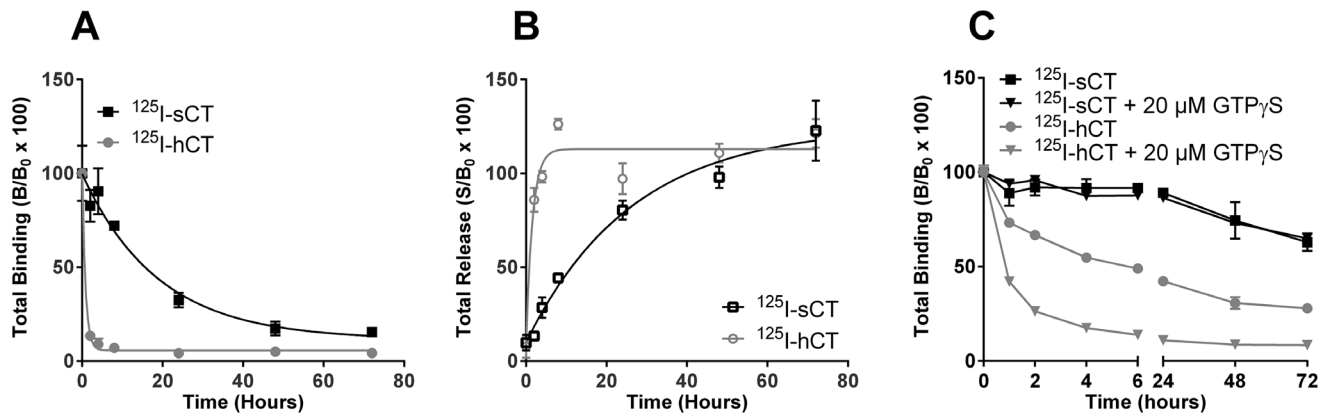 A
Total Binding (B/B₀ x 100)
150
100
50
0
¹²⁵I-sCT
¹²⁵I-hCT
0 20 40 60 80
Time (Hours)
B
Total Release (S/B₀ x 100)
150
100
50
0
¹²⁵I-sCT
¹²⁵I-hCT
0 20 40 60 80
Time (Hours)
C
Total Binding (B/B₀ x 100)
150
100
50
0
¹²⁵I-sCT
¹²⁵I-sCT + 20 µM GTPγS
¹²⁵I-hCT
¹²⁵I-hCT + 20 µM GTPγS
0 2 4 6 24 48 72
Time (hours)